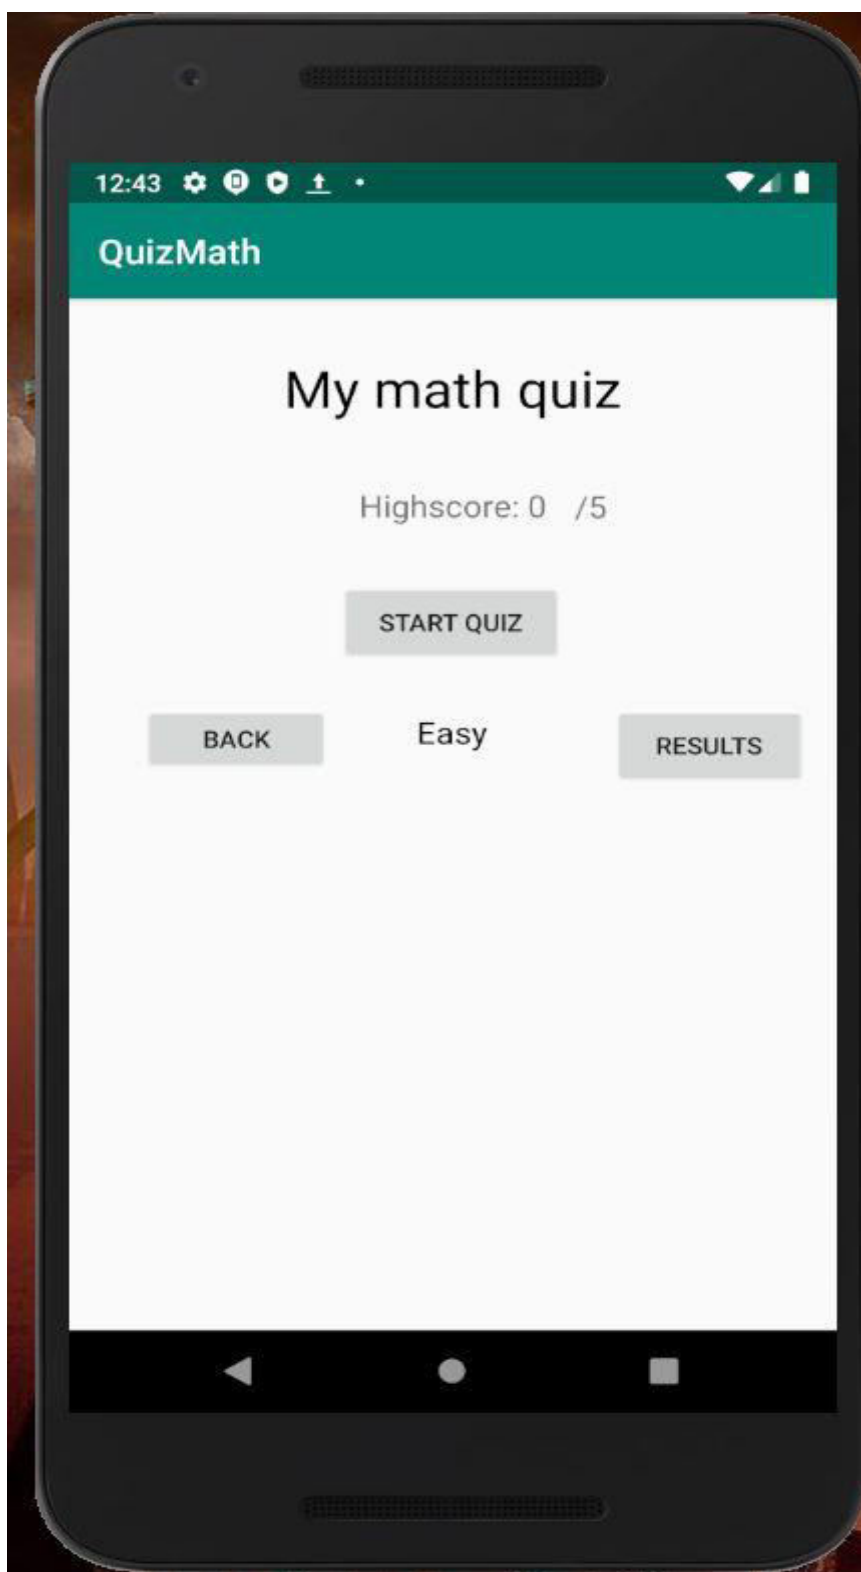 12:43
QuizMath
My math quiz
Highscore: 0 /5
START QUIZ
BACK Easy RESULTS